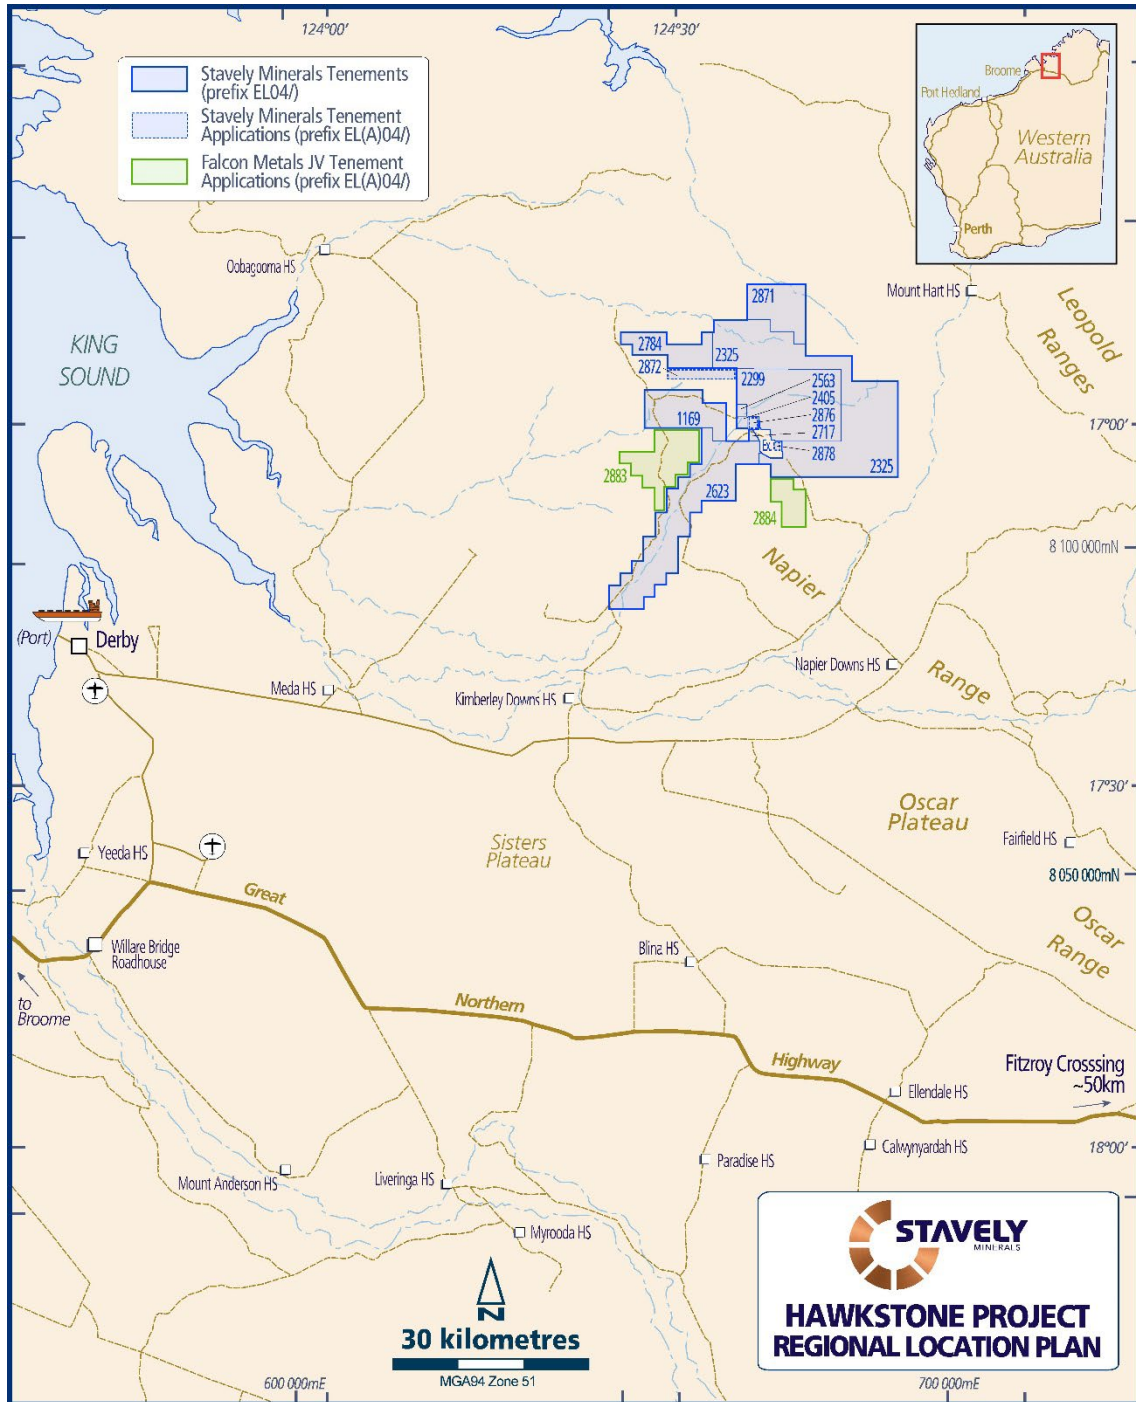 124°00'
124°30'
Stavely Minerals Tenements
(prefix EL04/)
Stavely Minerals Tenement
Applications (prefix EL(A)04/)
Falcon Metals JV Tenement
Applications (prefix EL(A)04/)
Broome
Port Hedland
Western
Australia
Perth
Oobagooma HS
Mount Hart HS
Leopold
Ranges
KING
SOUND
2871
2784
2325
2872
2299
2563
2405
2876
2717
2878
1169
17°00'
2883
2623
2325
2884
8 100 000mN
Napier
Range
(Port)
Derby
Meda HS
Kimberley Downs HS
Napier Downs HS
17°30'
Oscar
Plateau
Sisters
Plateau
Fairfield HS
Yeeda HS
8 050 000mN
Great
Northern
Highway
Oscar
Range
Willare Bridge
Roadhouse
Blina HS
to
Broome
Fitzroy Crosssing
~50km
Ellendale HS
18°00'
Calwynyardah HS
Paradise HS
Mount Anderson HS
Liveringa HS
Myrooda HS
N
30 kilometres
MGA94 Zone 51
STAVELY
MINERALS
HAWKSTONE PROJECT
REGIONAL LOCATION PLAN
600 000mE
700 000mE